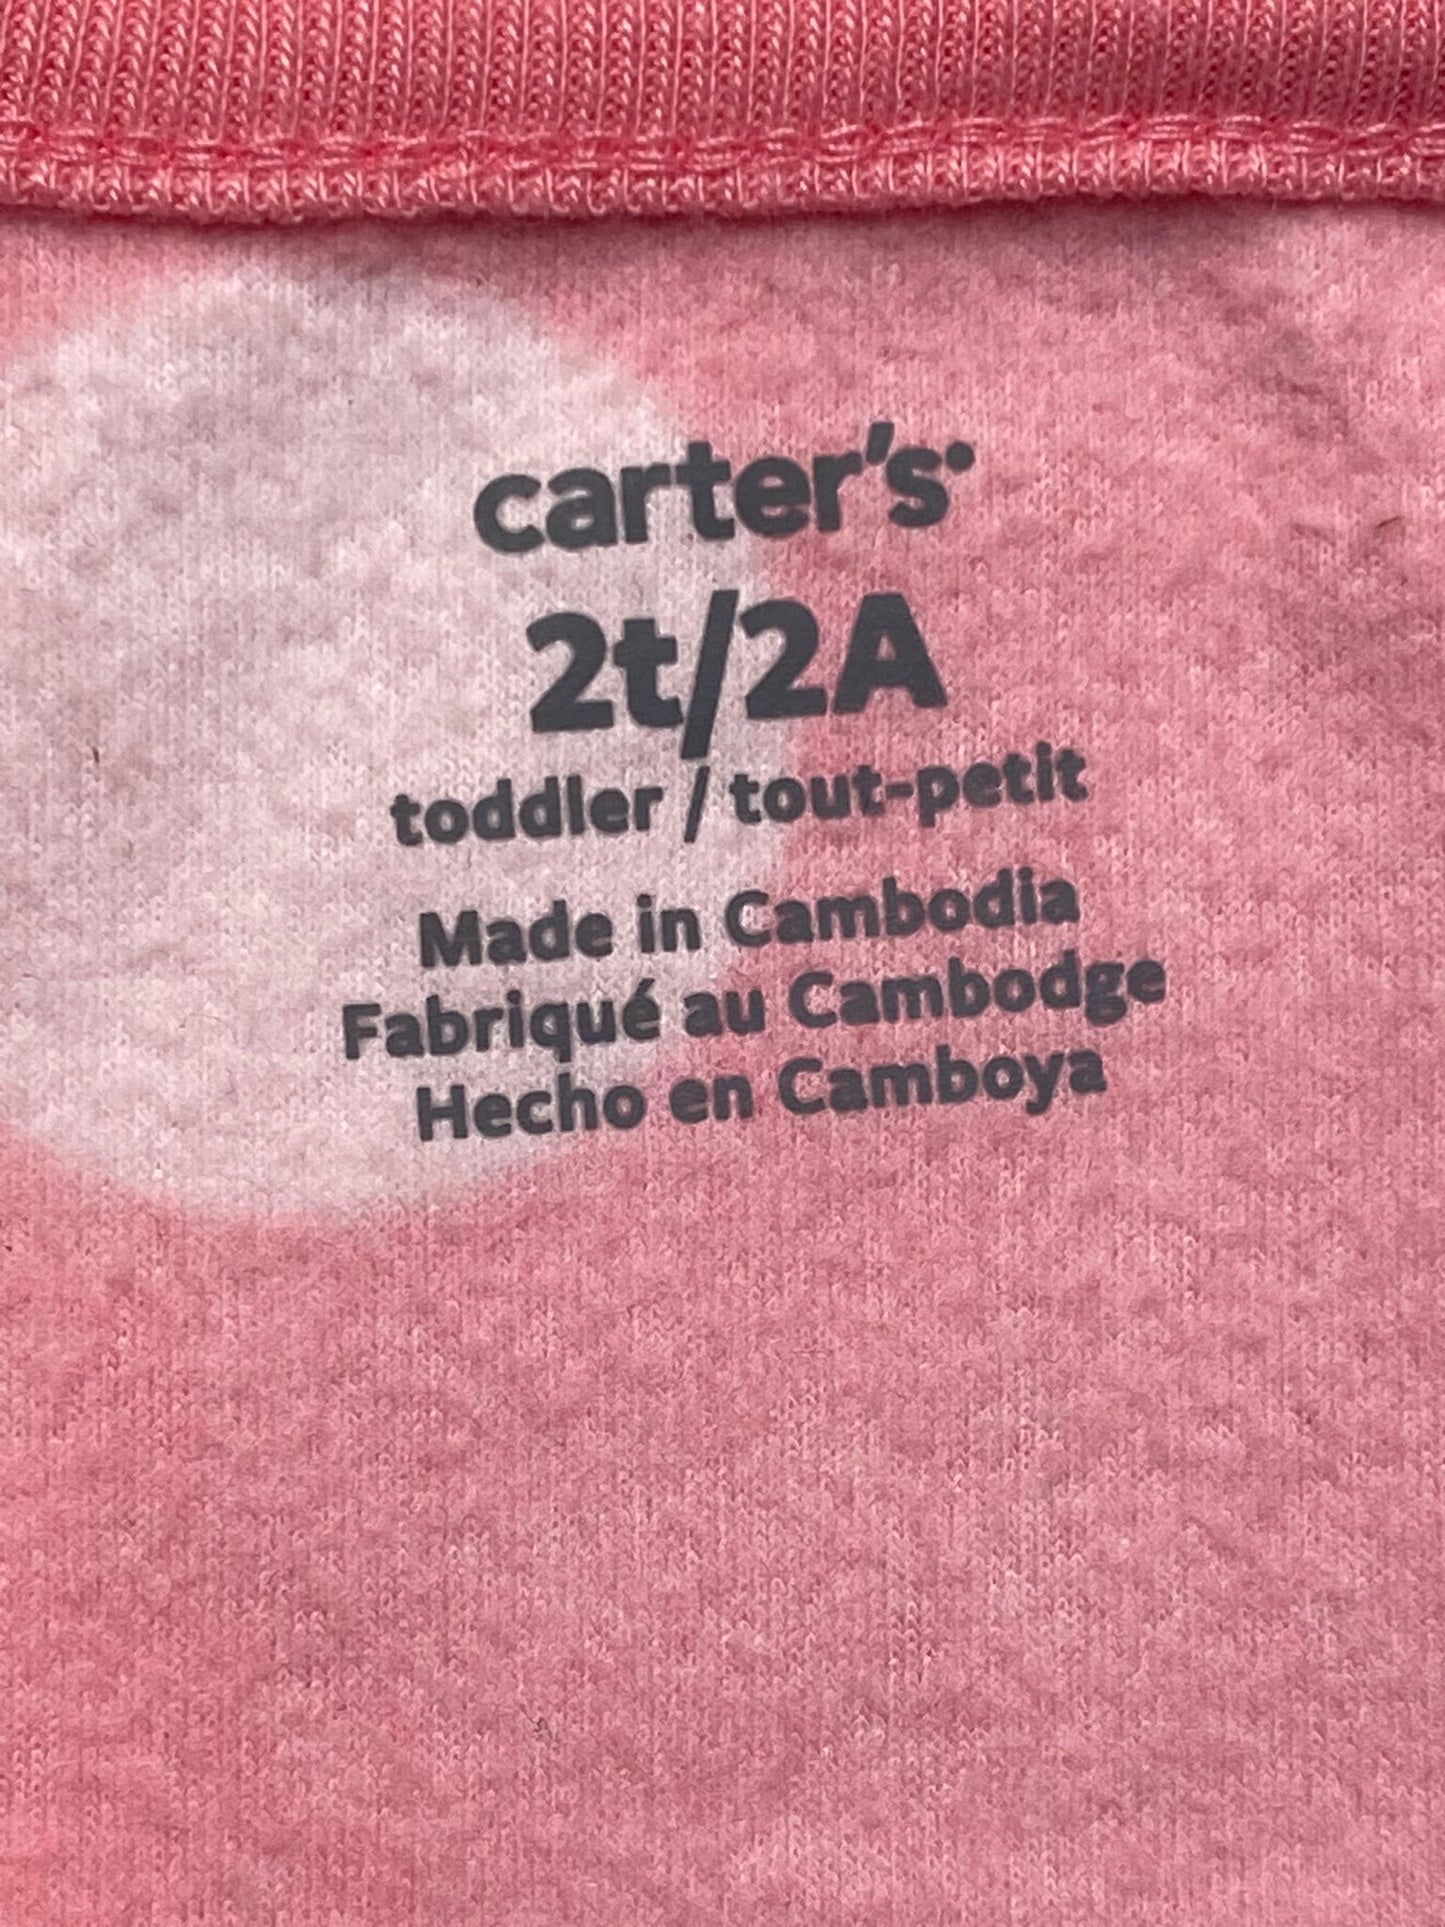 carter's
2t/2A
toddler / tout-petit
Made in Cambodia
Fabriqué au Cambodge
Hecho en Camboya